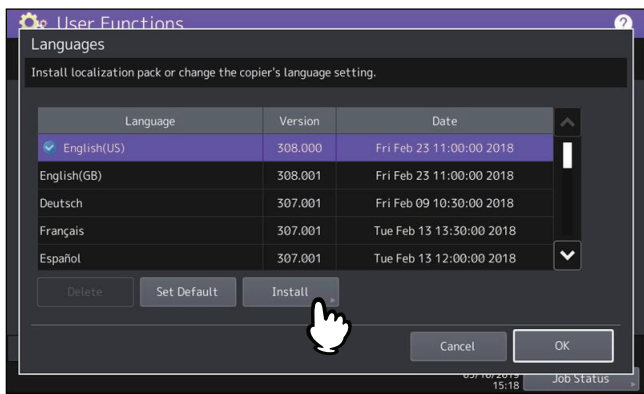 User Functions
?
Languages
Install localization pack or change the copier's language setting.
Language Version Date
English(US) 308.000 Fri Feb 23 11:00:00 2018
English(GB) 308.001 Fri Feb 23 11:00:00 2018
Deutsch 307.001 Fri Feb 09 10:30:00 2018
Français 307.001 Tue Feb 13 13:30:00 2018
Español 307.001 Tue Feb 13 12:00:00 2018
Delete Set Default Install
Cancel OK
15:18 Job Status